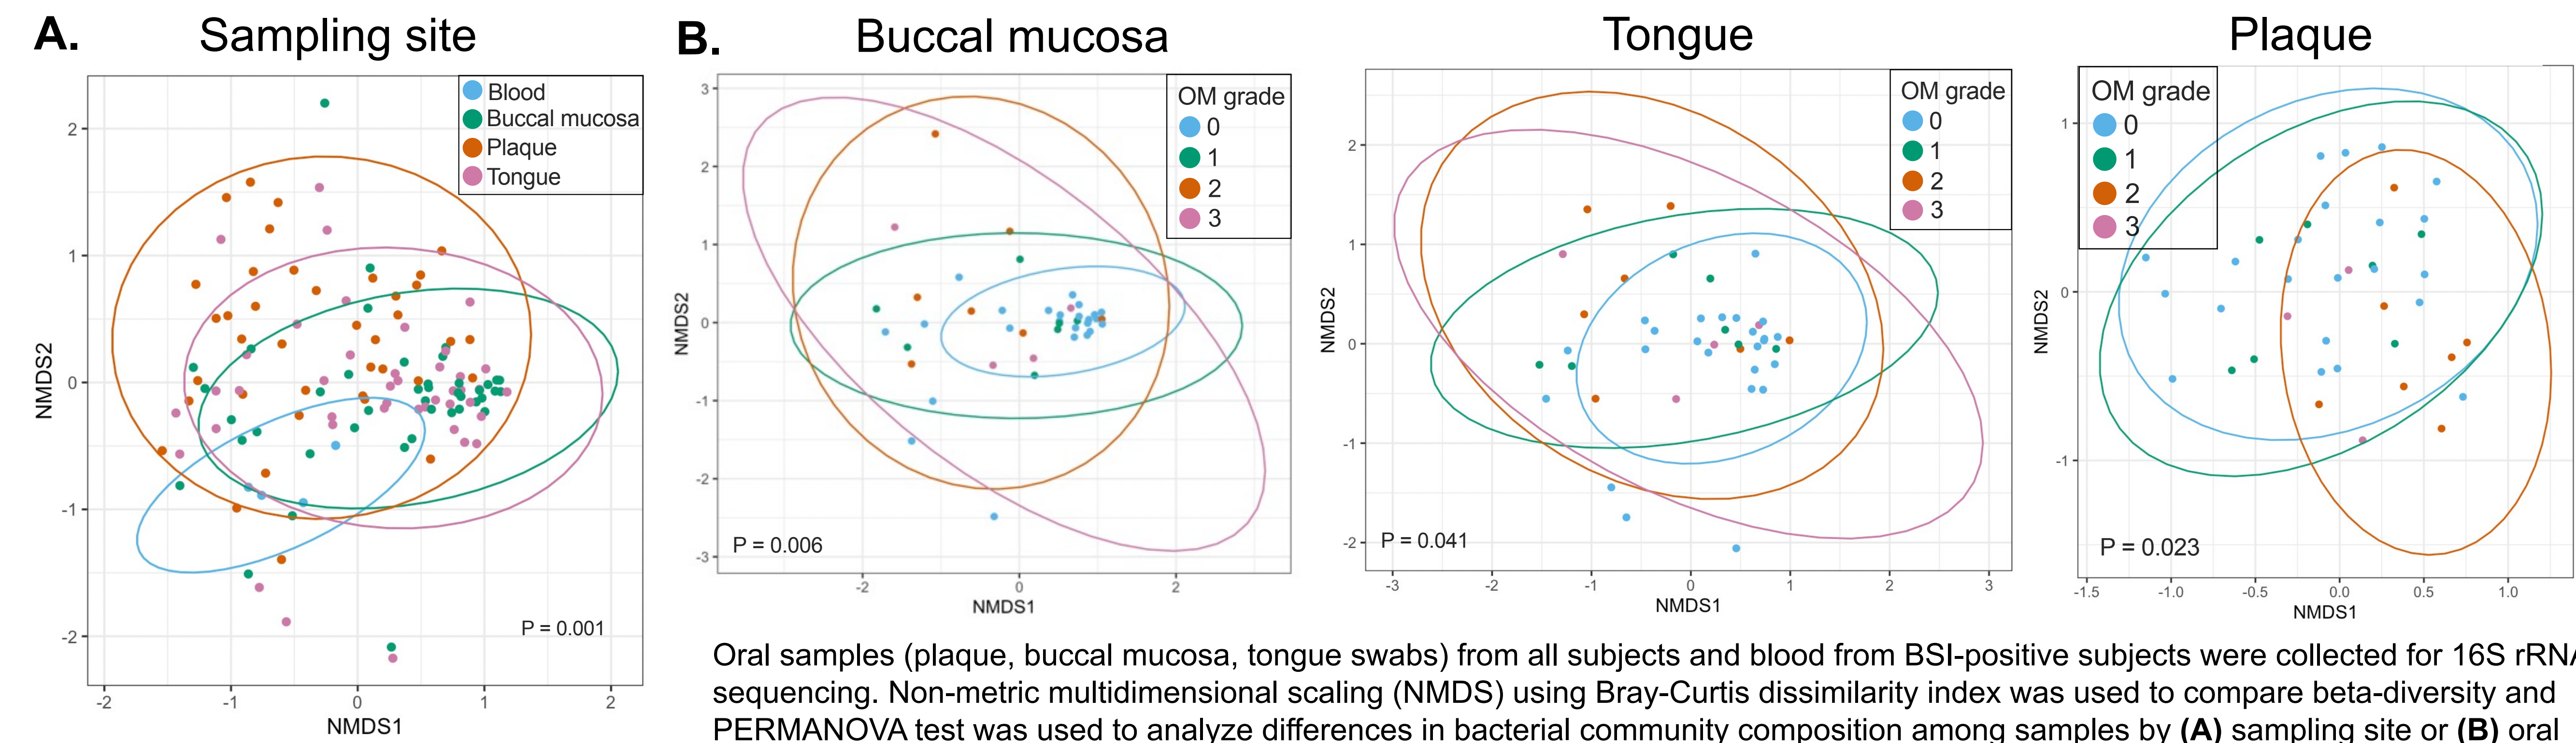 A. Sampling site
Blood
Buccal mucosa
Plaque
Tongue
2
1
0
-1
-2
NMDS2
P = 0.001
-2 -1 0 1 2
NMDS1
B. Buccal mucosa
OM grade
0
1
2
3
3
2
1
0
-1
-2
-3
NMDS2
P = 0.006
-2 0 2
NMDS1
Tongue
OM grade
0
1
2
3
2
1
0
-1
-2
NMDS2
P = 0.041
-3 -2 -1 0 1 2 3
NMDS1
Plaque
OM grade
0
1
2
3
1
0
-1
NMDS2
P = 0.023
-1.5 -1.0 -0.5 0.0 0.5 1.0
NMDS1
Oral samples (plaque, buccal mucosa, tongue swabs) from all subjects and blood from BSI-positive subjects were collected for 16S rRNA
sequencing. Non-metric multidimensional scaling (NMDS) using Bray-Curtis dissimilarity index was used to compare beta-diversity and
PERMANOVA test was used to analyze differences in bacterial community composition among samples by (A) sampling site or (B) oral